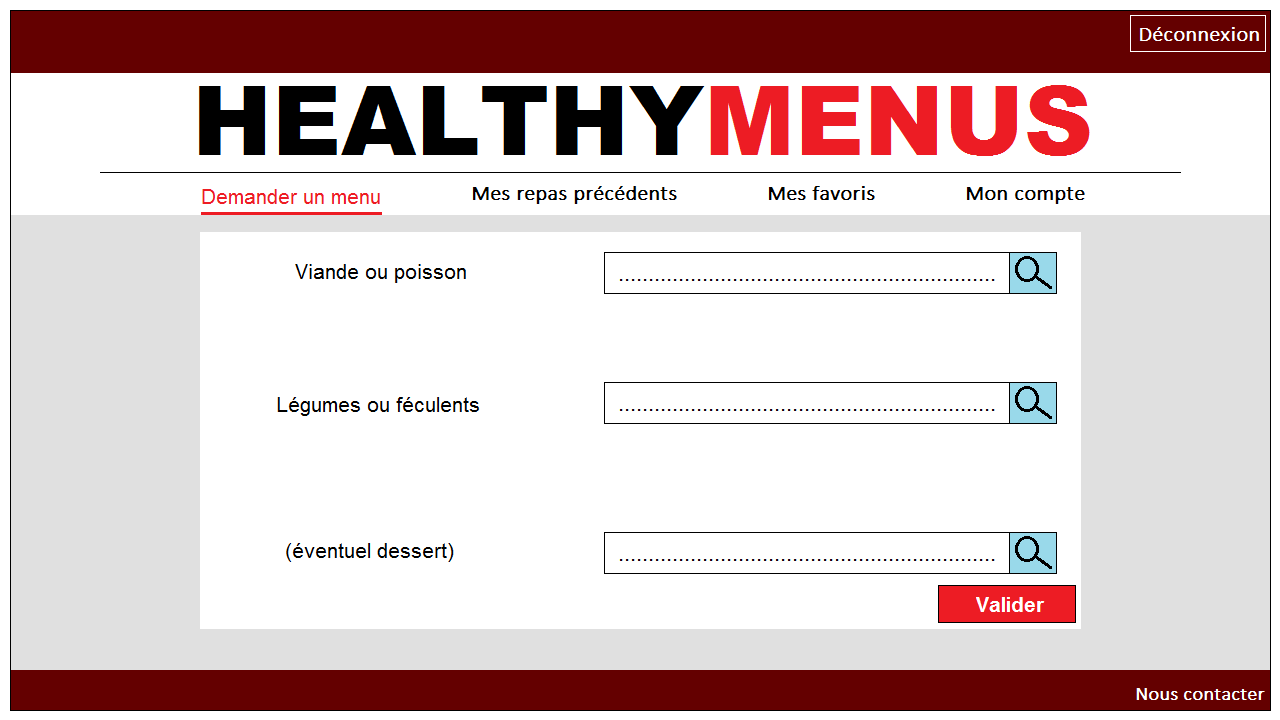 Déconnexion
HEALTHYMENUS
Demander un menu Mes repas précédents Mes favoris Mon compte
Viande ou poisson ...............................................................
Légumes ou féculents ...............................................................
(éventuel dessert) ...............................................................
Valider
Nous contacter